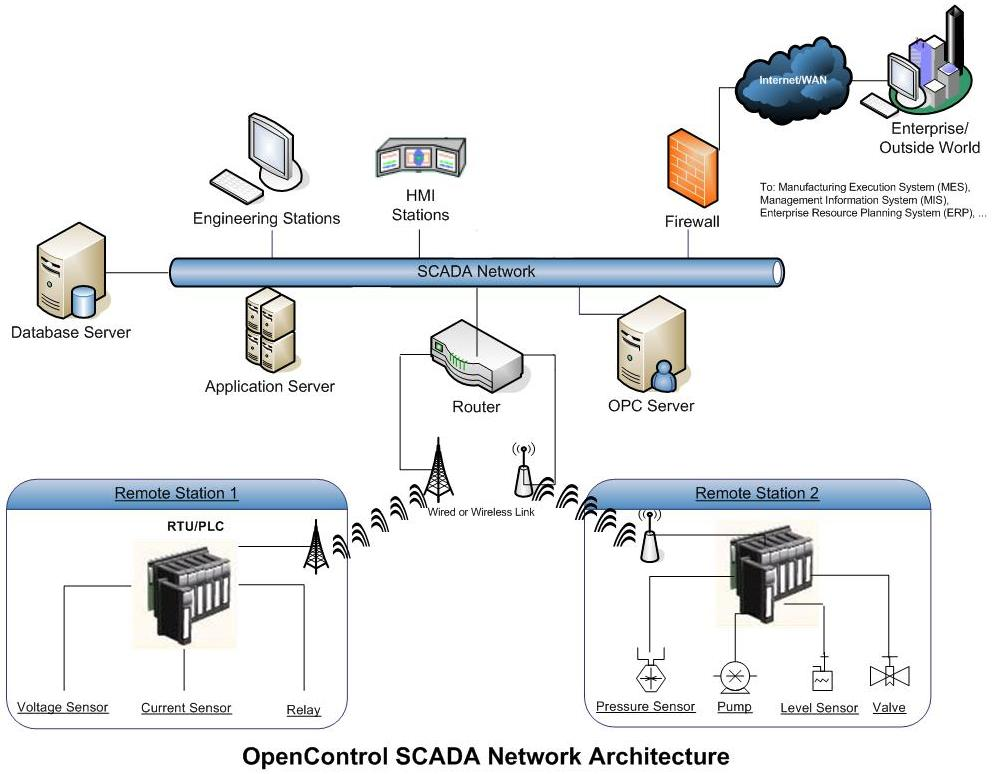 Internet/WAN
Enterprise/
Outside World
To: Manufacturing Execution System (MES),
Management Information System (MIS),
Enterprise Resource Planning System (ERP), ...
Engineering Stations
HMI
Stations
Firewall
SCADA Network
Database Server
Application Server
Router
OPC Server
Remote Station 1
Wired or Wireless Link
Remote Station 2
RTU/PLC
Voltage Sensor
Current Sensor
Relay
Pressure Sensor
Pump
Level Sensor
Valve
OpenControl SCADA Network Architecture